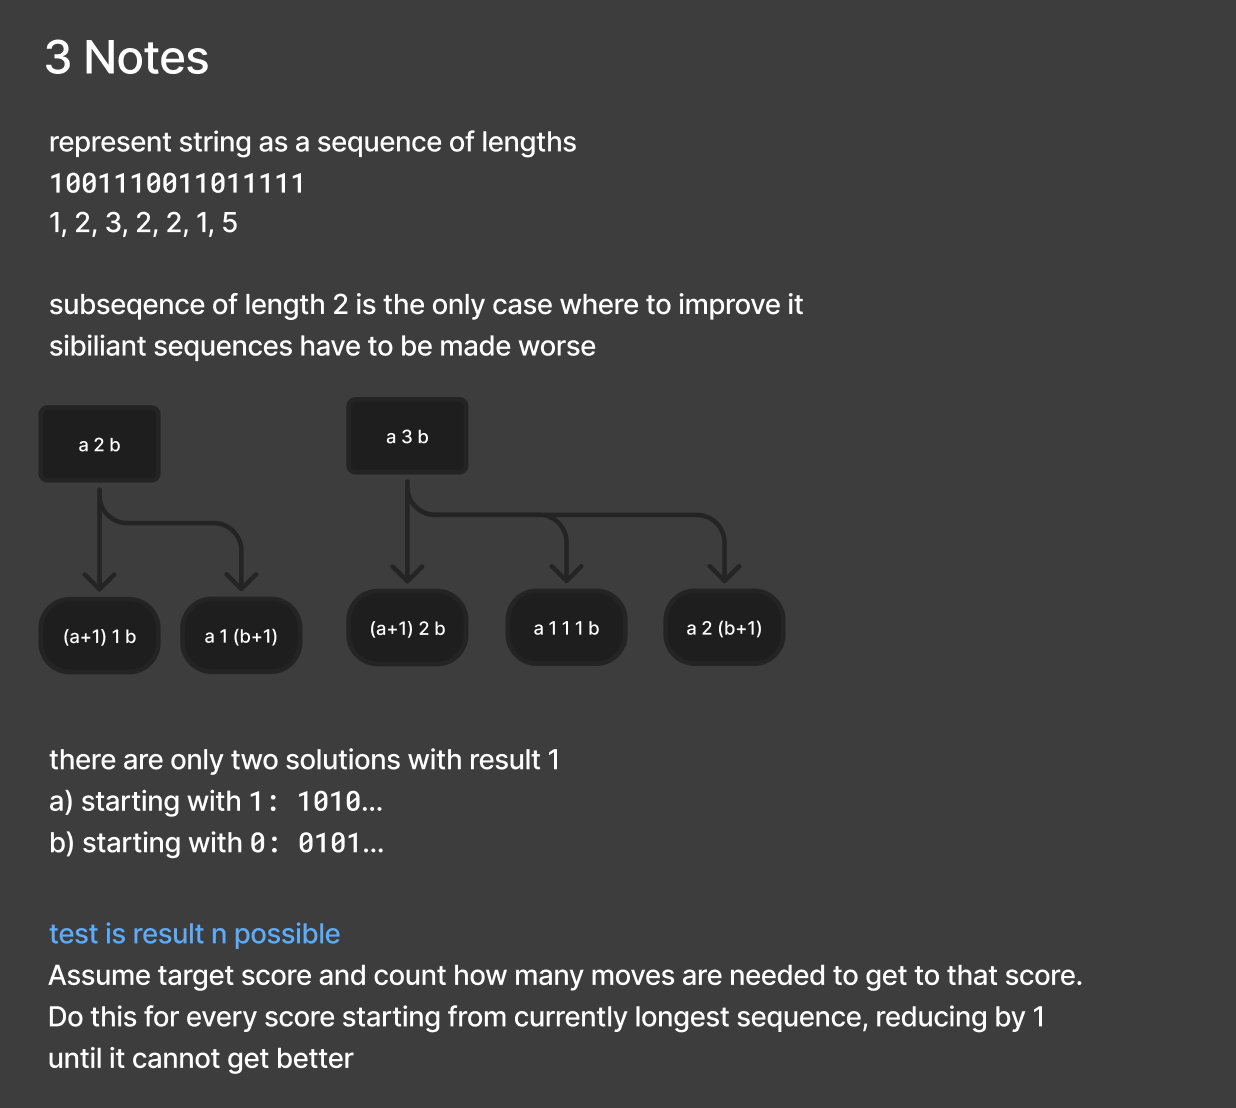 3 Notes
represent string as a sequence of lengths
1001110011011111
1, 2, 3, 2, 2, 1, 5
subseqence of length 2 is the only case where to improve it
sibiliant sequences have to be made worse
a 2 b
a 3 b
(a+1) 1 b
a 1 (b+1)
(a+1) 2 b
a 1 1 1 b
a 2 (b+1)
there are only two solutions with result 1
a) starting with 1: 1010...
b) starting with 0: 0101...
test is result n possible
Assume target score and count how many moves are needed to get to that score.
Do this for every score starting from currently longest sequence, reducing by 1
until it cannot get better